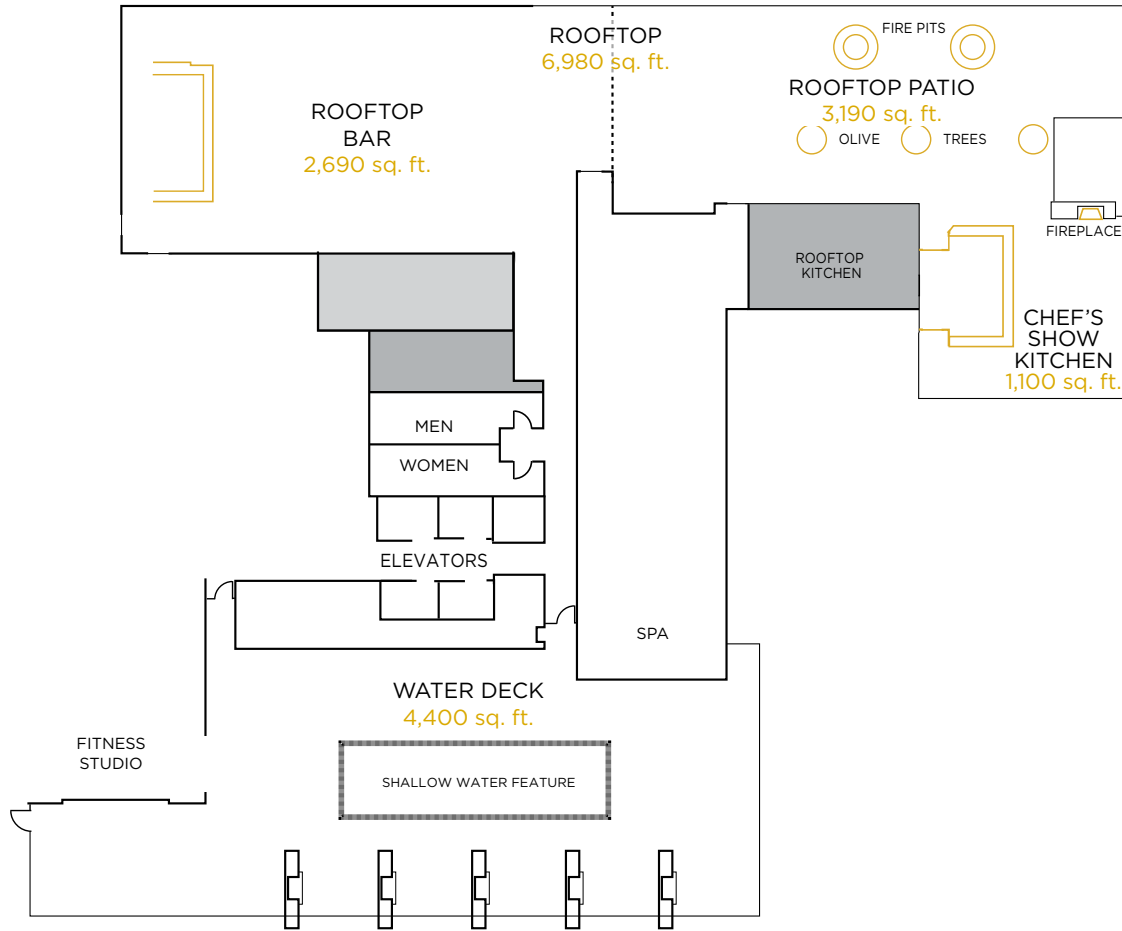 ROOFTOP
6,980 sq. ft.
FIRE PITS
ROOFTOP PATIO
3,190 sq. ft.
ROOFTOP
BAR
2,690 sq. ft.
OLIVE
TREES
FIREPLACE
ROOFTOP
KITCHEN
CHEF'S
SHOW
KITCHEN
1,100 sq. ft.
MEN
WOMEN
ELEVATORS
SPA
WATER DECK
4,400 sq. ft.
FITNESS
STUDIO
SHALLOW WATER FEATURE